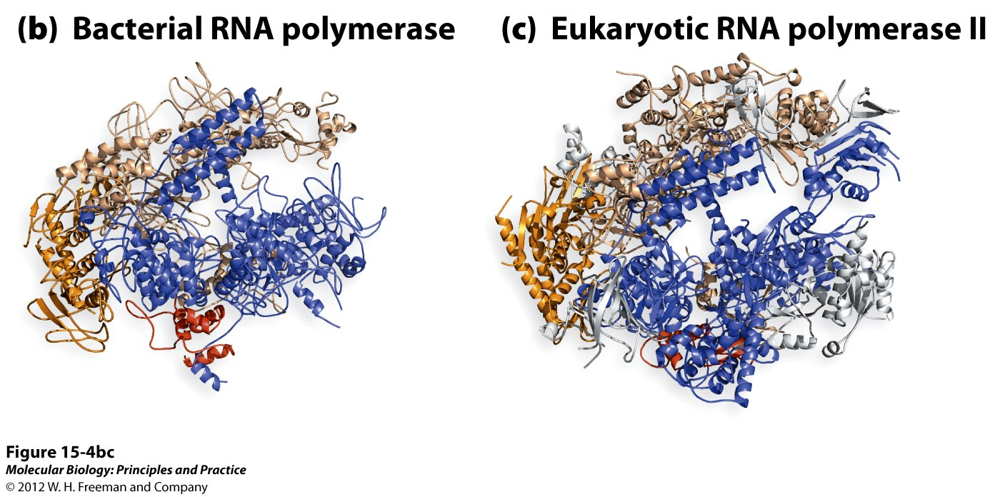 (b) Bacterial RNA polymerase
(c) Eukaryotic RNA polymerase II
Figure 15-4bc
Molecular Biology: Principles and Practice
© 2012 W. H. Freeman and Company